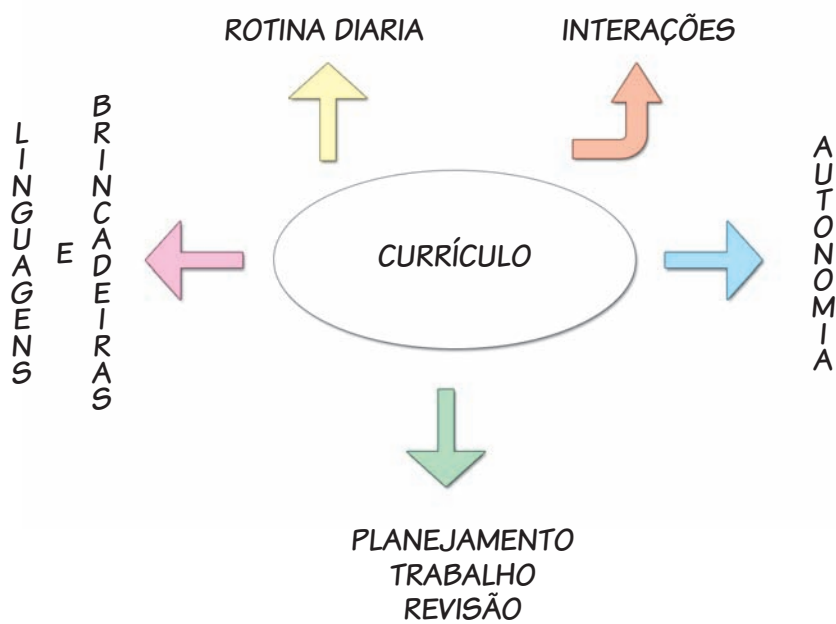 ROTINA DIARIA
INTERAÇÕES
LINGUAGENS
E
BRINCADEIRAS
CURRÍCULO
AUTONOMIA
PLANEJAMENTO
TRABALHO
REVISÃO